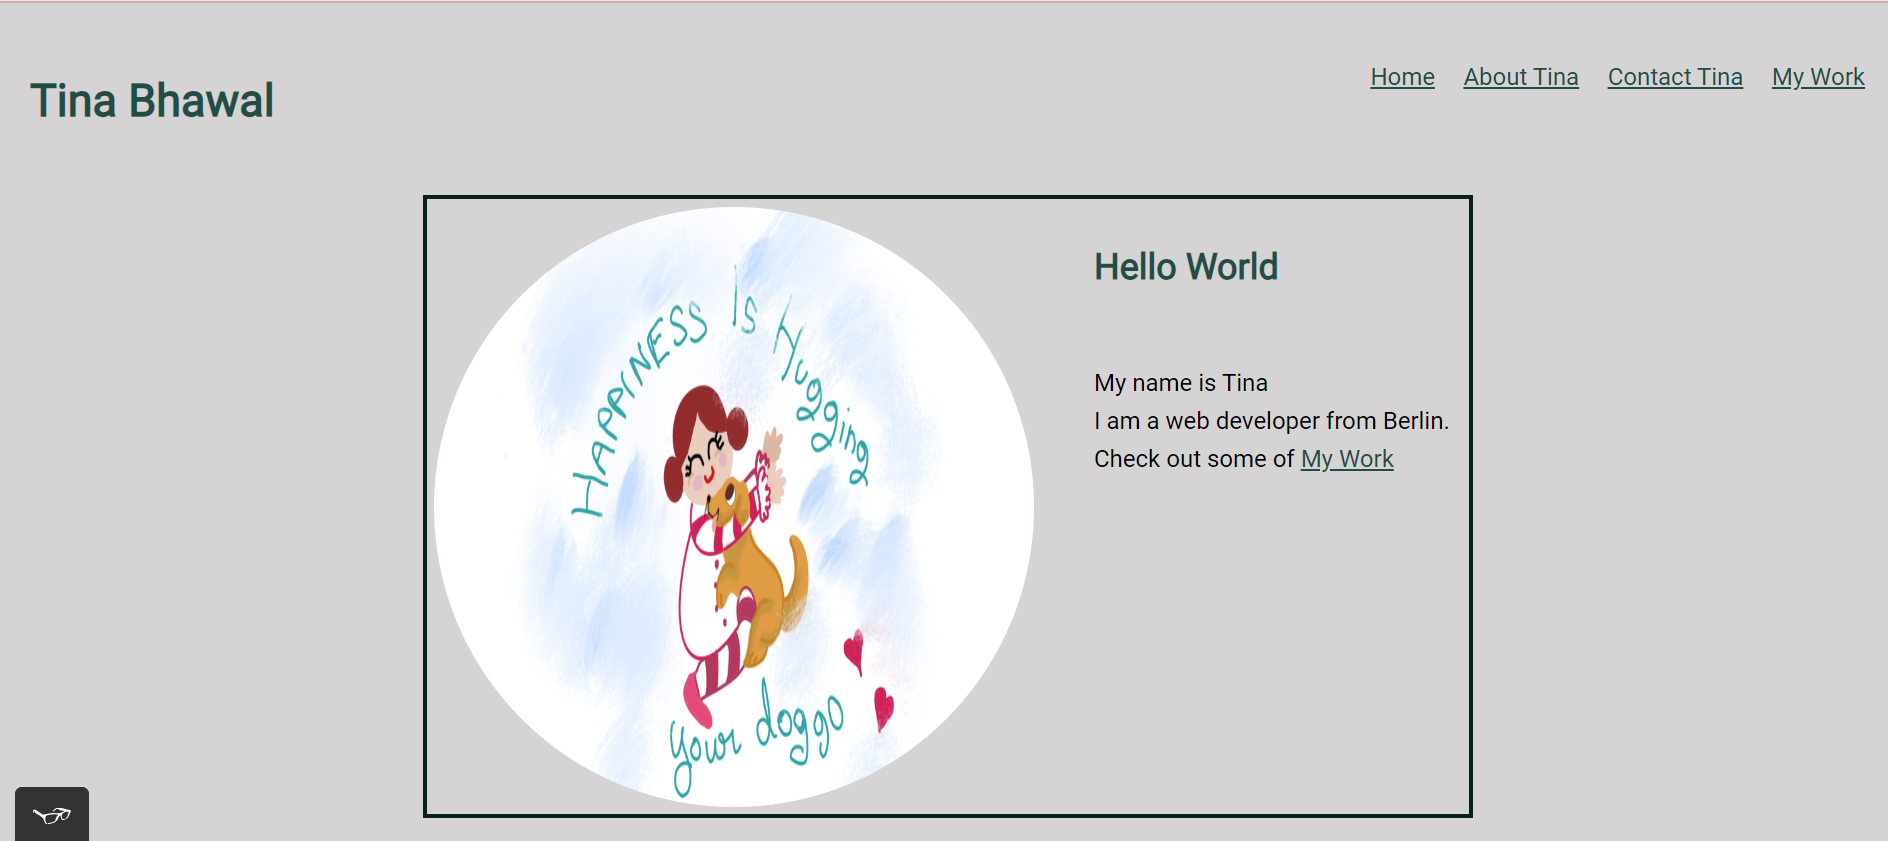 Tina Bhawal
Home About Tina Contact Tina My Work
HAPPINESS Is Hugging
your doggo
Hello World
My name is Tina
I am a web developer from Berlin.
Check out some of My Work